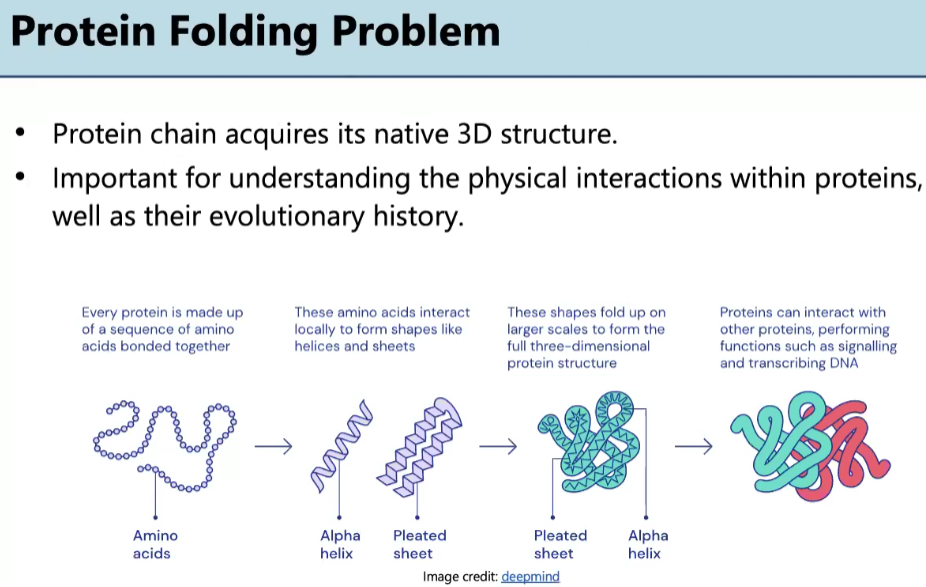 Protein Folding Problem
• Protein chain acquires its native 3D structure.
• Important for understanding the physical interactions within proteins,
well as their evolutionary history.
Every protein is made up
of a sequence of amino
acids bonded together
These amino acids interact
locally to form shapes like
helices and sheets
These shapes fold up on
larger scales to form the
full three-dimensional
protein structure
Proteins can interact with
other proteins, performing
functions such as signalling
and transcribing DNA
Amino
acids
Alpha
helix
Pleated
sheet
Pleated
sheet
Alpha
helix
Image credit: deepmind